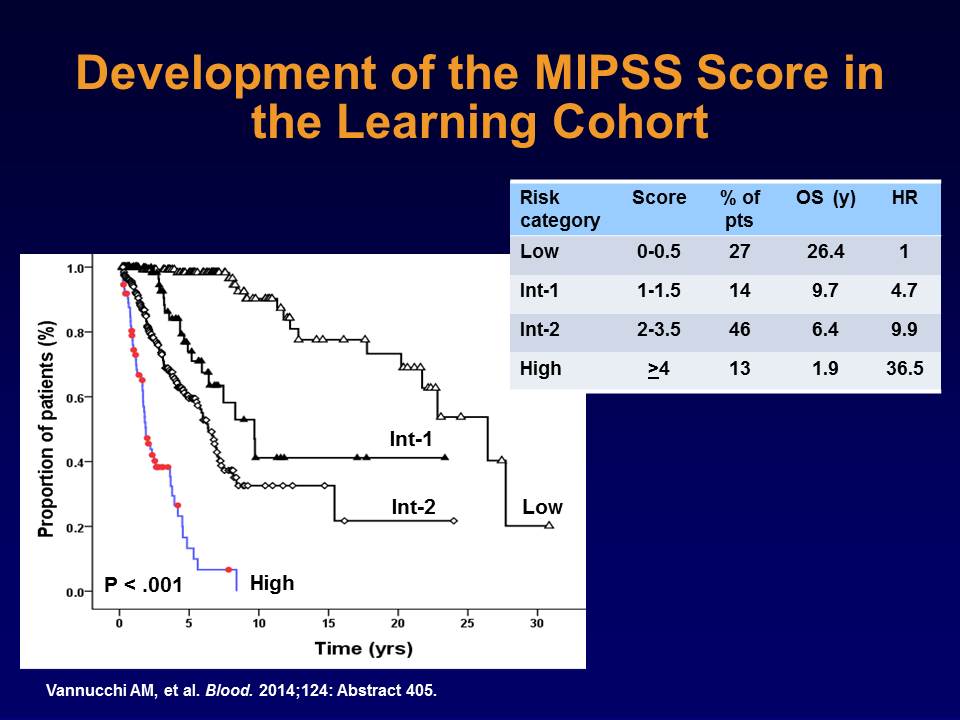 Development of the MIPSS Score in
the Learning Cohort
Risk category Score % of pts OS (y) HR
Low 0-0.5 27 26.4 1
Int-1 1-1.5 14 9.7 4.7
Int-2 2-3.5 46 6.4 9.9
High ≥4 13 1.9 36.5
Proportion of patients (%)
1.0
0.8
0.6
0.4
0.2
0.0
Int-1
Int-2
Low
High
P < .001
0 5 10 15 20 25 30
Time (yrs)
Vannucchi AM, et al. Blood. 2014;124: Abstract 405.